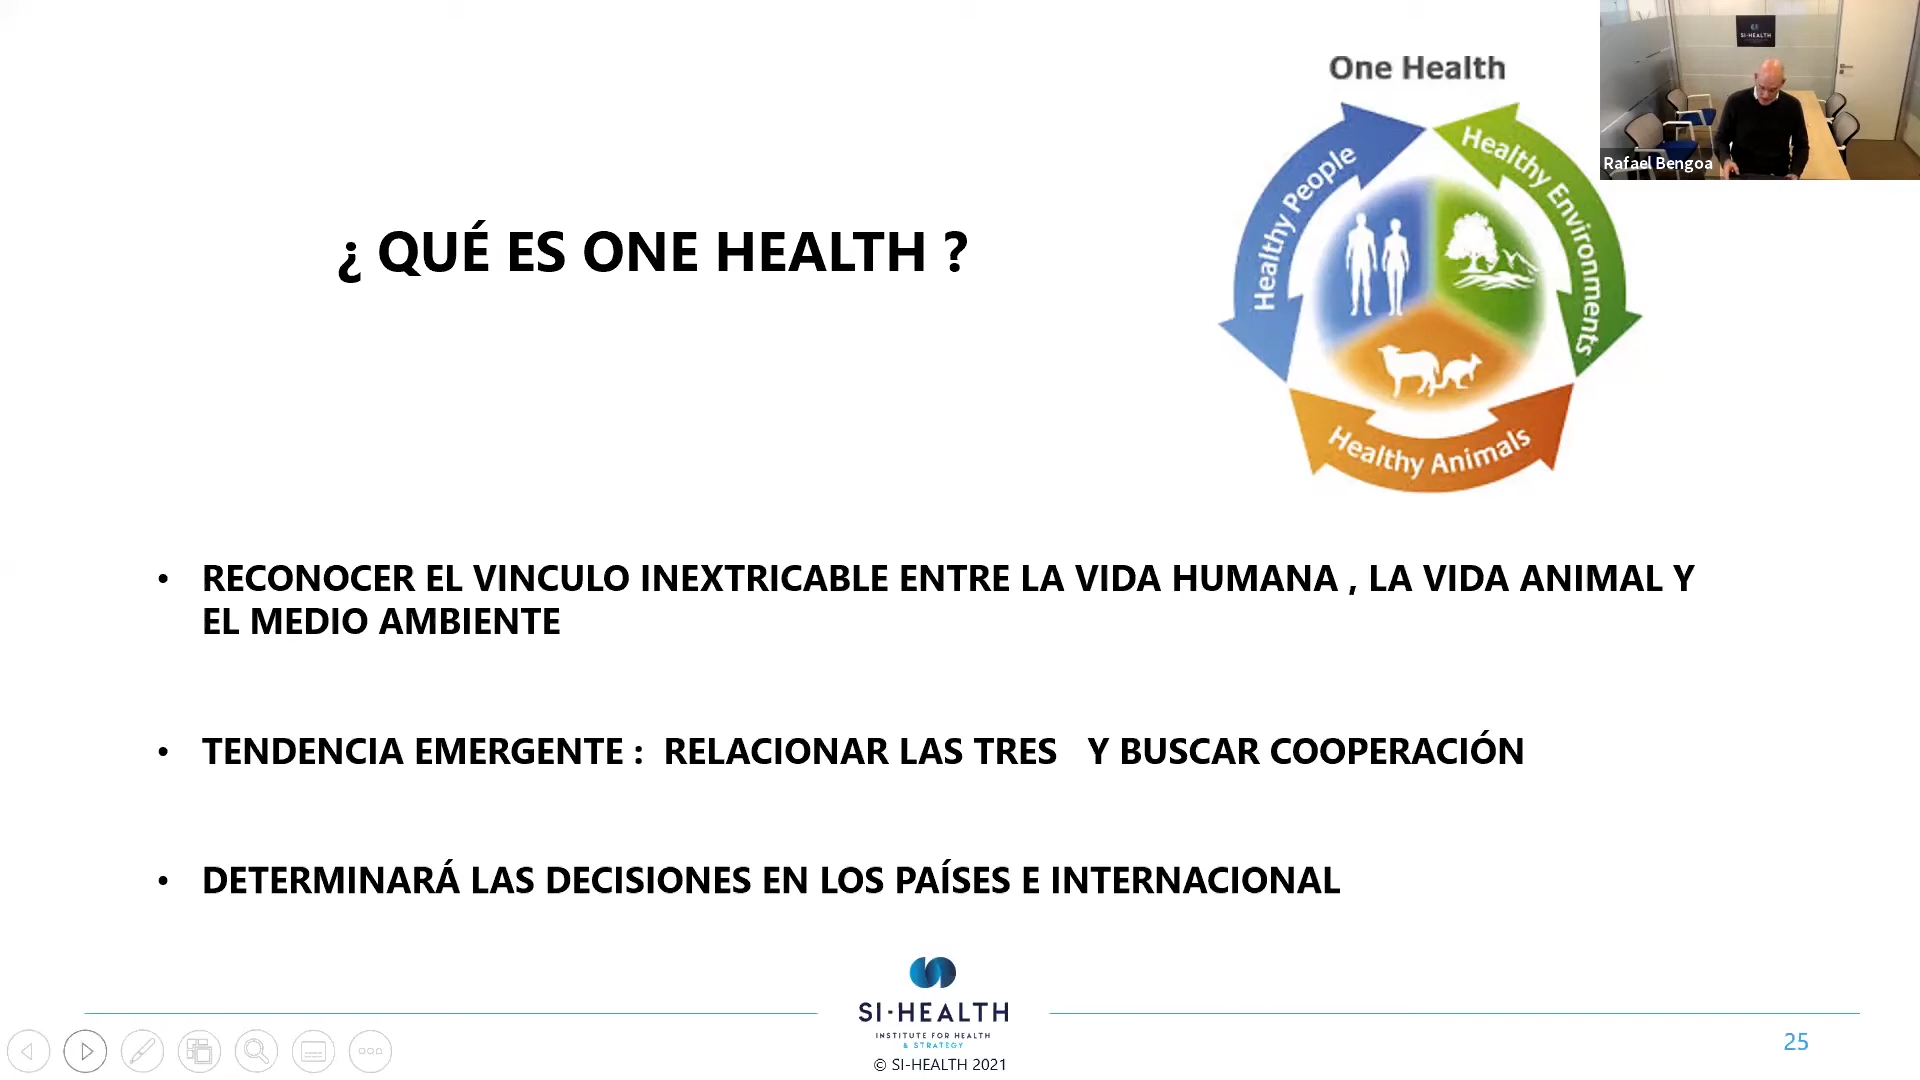 One Health
SI-HEALTH
Rafael Bengoa
Healthy People
Healthy Environments
Healthy Animals
¿ QUÉ ES ONE HEALTH ?
• RECONOCER EL VINCULO INEXTRICABLE ENTRE LA VIDA HUMANA , LA VIDA ANIMAL Y
EL MEDIO AMBIENTE
• TENDENCIA EMERGENTE : RELACIONAR LAS TRES Y BUSCAR COOPERACIÓN
• DETERMINARÁ LAS DECISIONES EN LOS PAÍSES E INTERNACIONAL
SI·HEALTH
INSTITUTE FOR HEALTH
& STRATEGY
© SI-HEALTH 2021
25